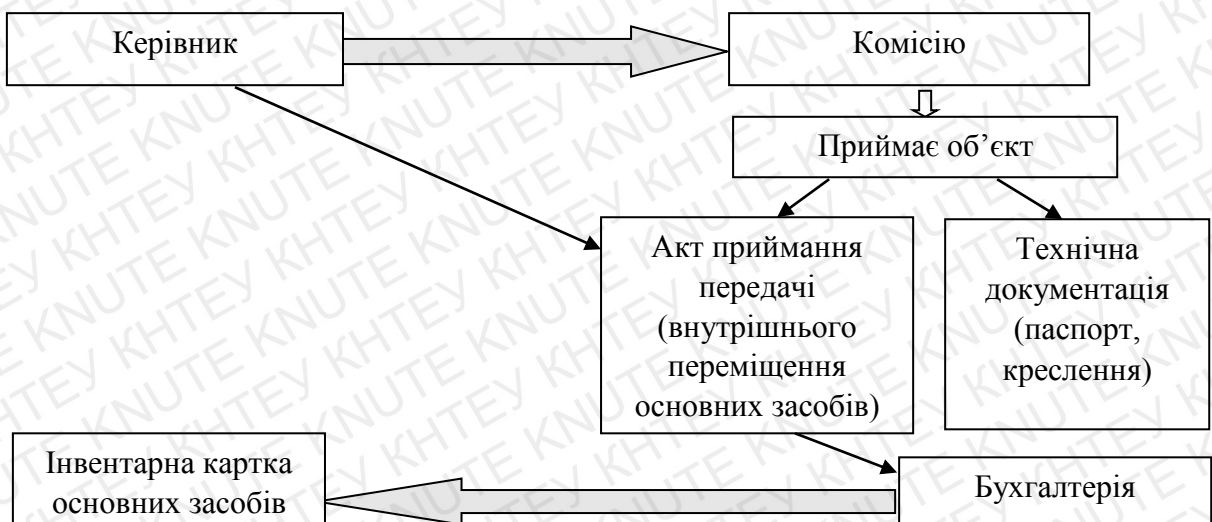 Керівник
Комісію
Приймає об’єкт
Акт приймання
передачі
(внутрішнього
переміщення
основних засобів)
Технічна
документація
(паспорт,
креслення)
Інвентарна картка
основних засобів
Бухгалтерія